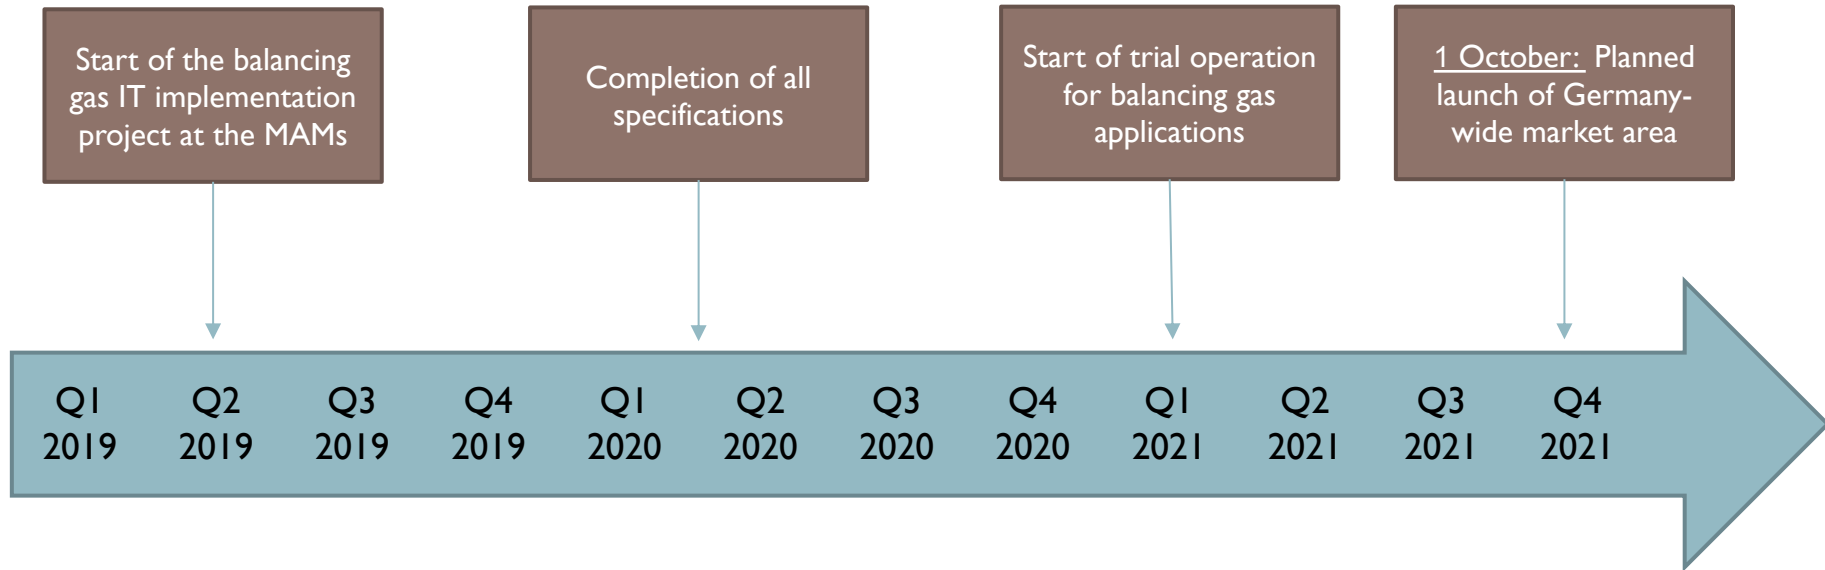 Start of the balancing
gas IT implementation
project at the MAMs
Completion of all
specifications
Start of trial operation
for balancing gas
applications
1 October: Planned
launch of Germany-
wide market area
Q1
2019
Q2
2019
Q3
2019
Q4
2019
Q1
2020
Q2
2020
Q3
2020
Q4
2020
Q1
2021
Q2
2021
Q3
2021
Q4
2021